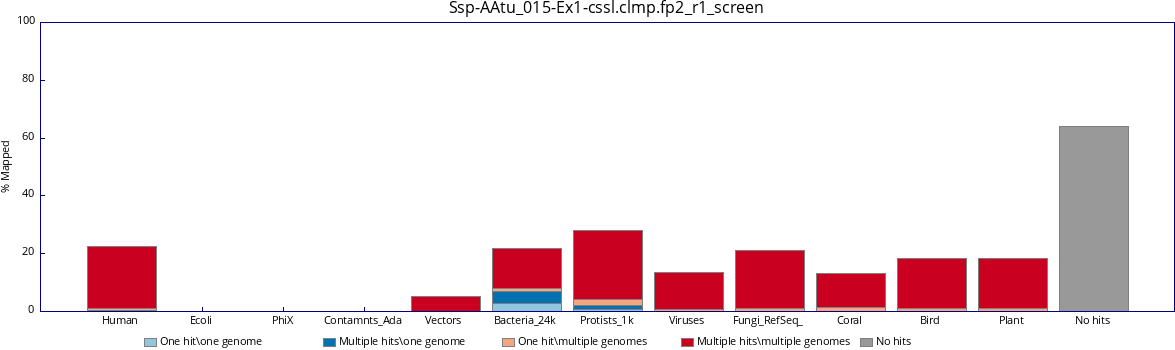 Ssp-AAtu_015-Ex1-cssl.clmp.fp2_r1_screen
% Mapped
100
80
60
40
20
0
Human Ecoli PhiX Contamnts_Ada Vectors Bacteria_24k Protists_1k Viruses Fungi_RefSeq_ Coral Bird Plant No hits
One hit\one genome Multiple hits\one genome One hit\multiple genomes Multiple hits\multiple genomes No hits